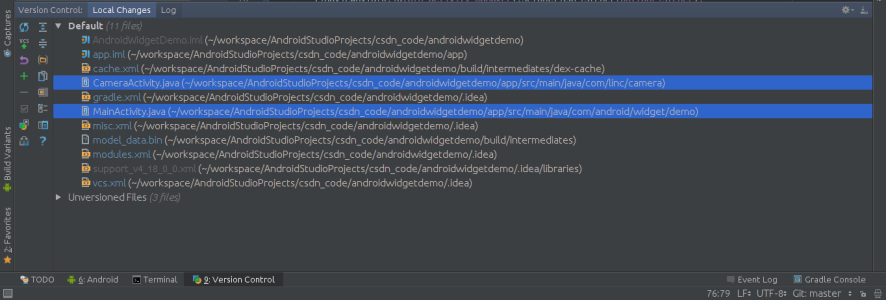 Version Control: Local Changes Log
Captures
Build Variants
2: Favorites
Default (11 files)
AndroidWidgetDemo.iml (~/workspace/AndroidStudioProjects/csdn_code/androidwidgetdemo)
app.iml (~/workspace/AndroidStudioProjects/csdn_code/androidwidgetdemo/app)
cache.xml (~/workspace/AndroidStudioProjects/csdn_code/androidwidgetdemo/build/intermediates/dex-cache)
CameraActivity.java (~/workspace/AndroidStudioProjects/csdn_code/androidwidgetdemo/app/src/main/java/com/linc/camera)
gradle.xml (~/workspace/AndroidStudioProjects/csdn_code/androidwidgetdemo/.idea)
MainActivity.java (~/workspace/AndroidStudioProjects/csdn_code/androidwidgetdemo/app/src/main/java/com/android/widget/demo)
misc.xml (~/workspace/AndroidStudioProjects/csdn_code/androidwidgetdemo/.idea)
model_data.bin (~/workspace/AndroidStudioProjects/csdn_code/androidwidgetdemo/build/intermediates)
modules.xml (~/workspace/AndroidStudioProjects/csdn_code/androidwidgetdemo/.idea)
support_v4_18_0_0.xml (~/workspace/AndroidStudioProjects/csdn_code/androidwidgetdemo/.idea/libraries)
vcs.xml (~/workspace/AndroidStudioProjects/csdn_code/androidwidgetdemo/.idea)
Unversioned Files (3 files)
TODO 6: Android Terminal 9: Version Control Event Log Gradle Console
76:79 LF UTF-8 Git: master